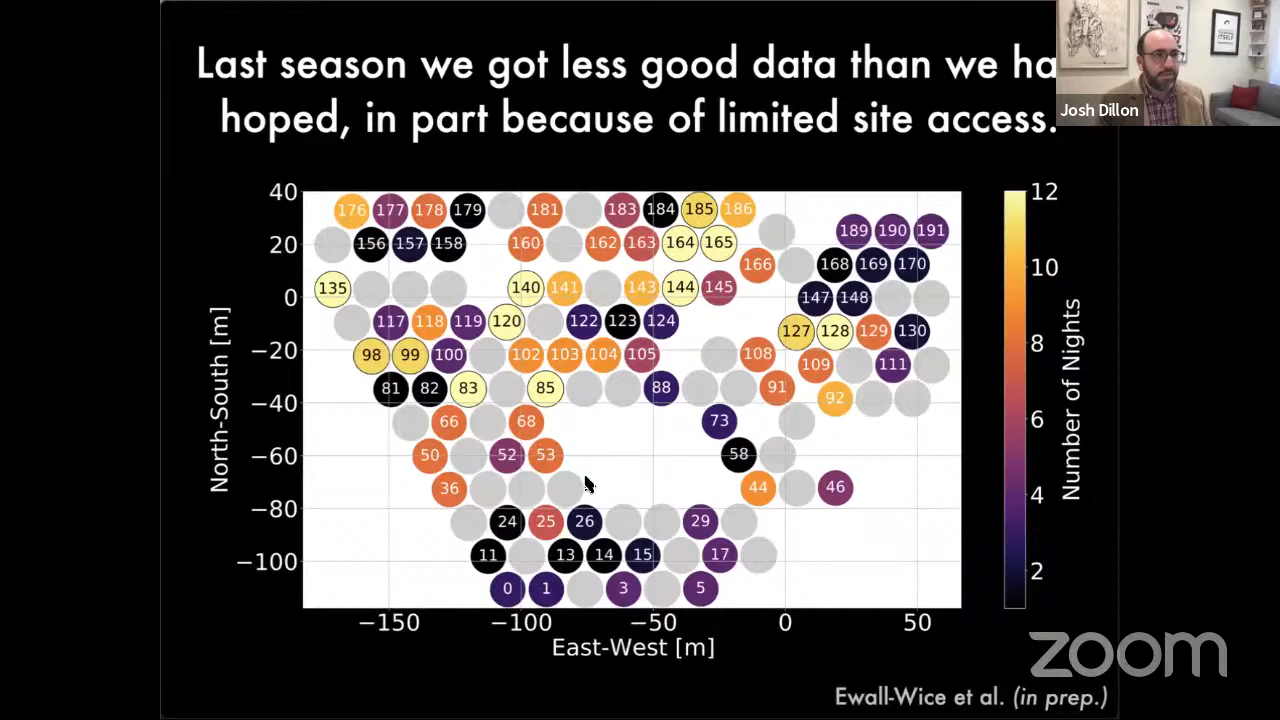 Last season we got less good data than we ha
hoped, in part because of limited site access.
Josh Dillon
40
20
0
−20
−40
−60
−80
−100
North-South [m]
176 177 178 179 181 183 184 185 186
189 190 191
156 157 158 160 162 163 164 165
166 168 169 170
135 140 141 143 144 145
147 148
117 118 119 120 122 123 124
127 128 129 130
98 99 100 102 103 104 105 108
109 111
81 82 83 85 88 91
92
66 68 73
50 52 53 58
36 44 46
24 25 26 29
11 13 14 15 17
0 1 3 5
−150 −100 −50 0 50
East-West [m]
12
10
8
6
4
2
Number of Nights
zoom
Ewall-Wice et al. (in prep.)